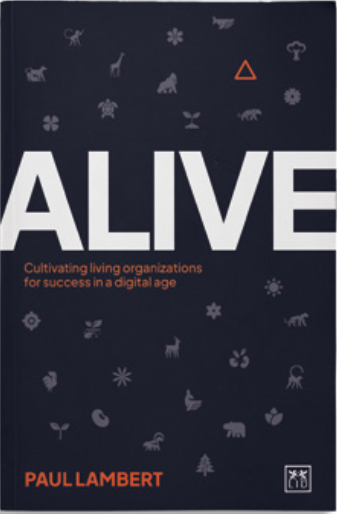 ALIVE
Cultivating living organizations
for success in a digital age
PAUL LAMBERT
LID